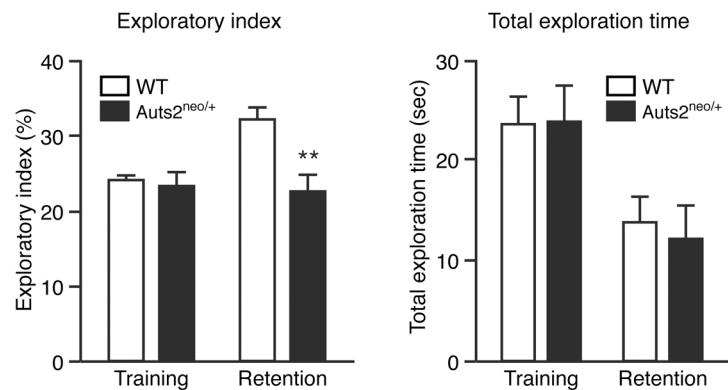 Exploratory index
Exploratory index (%)
40
30
20
10
0
WT
Auts2neo/+
**
Training
Retention
Total exploration time
Total exploration time (sec)
30
20
10
0
WT
Auts2neo/+
Training
Retention